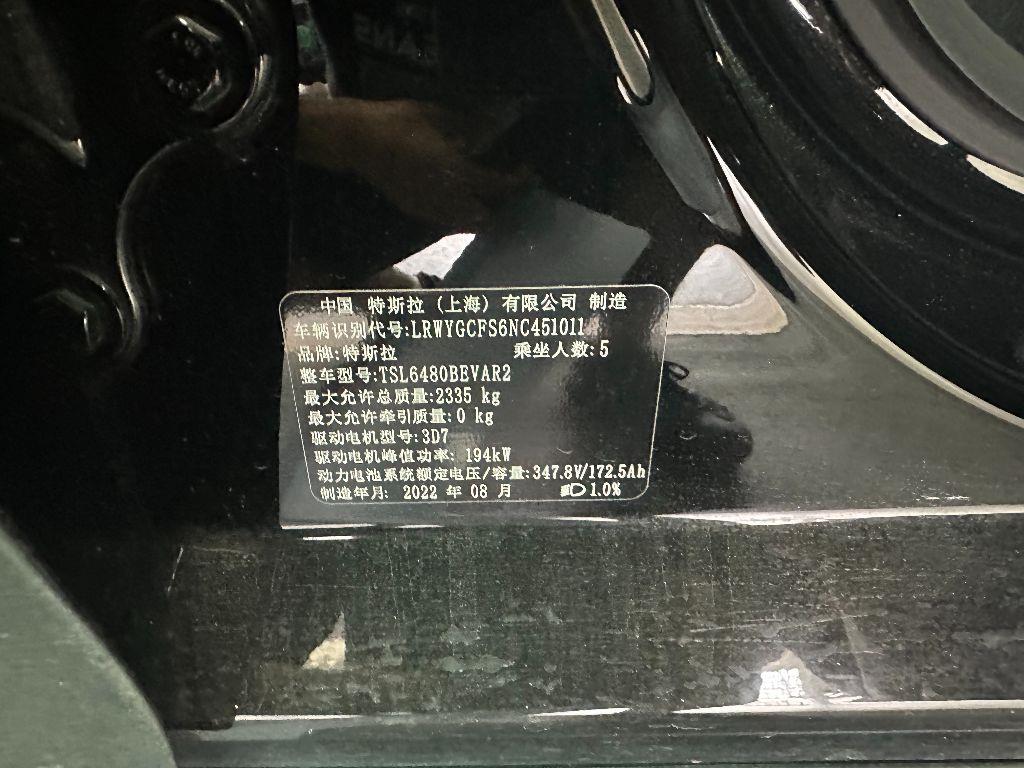 中国 特斯拉 (上海) 有限公司 制造
车辆识别代号:LRWYGCFS6NC451011
品牌:特斯拉 乘坐人数:5
整车型号:TSL6480BEVAR2
最大允许总质量:2335 kg
最大允许牵引质量:0 kg
驱动电机型号:3D7
驱动电机峰值功率: 194kW
动力电池系统额定电压/容量:347.8V/172.5Ah
制造年月: 2022 年 08 月 1.0%